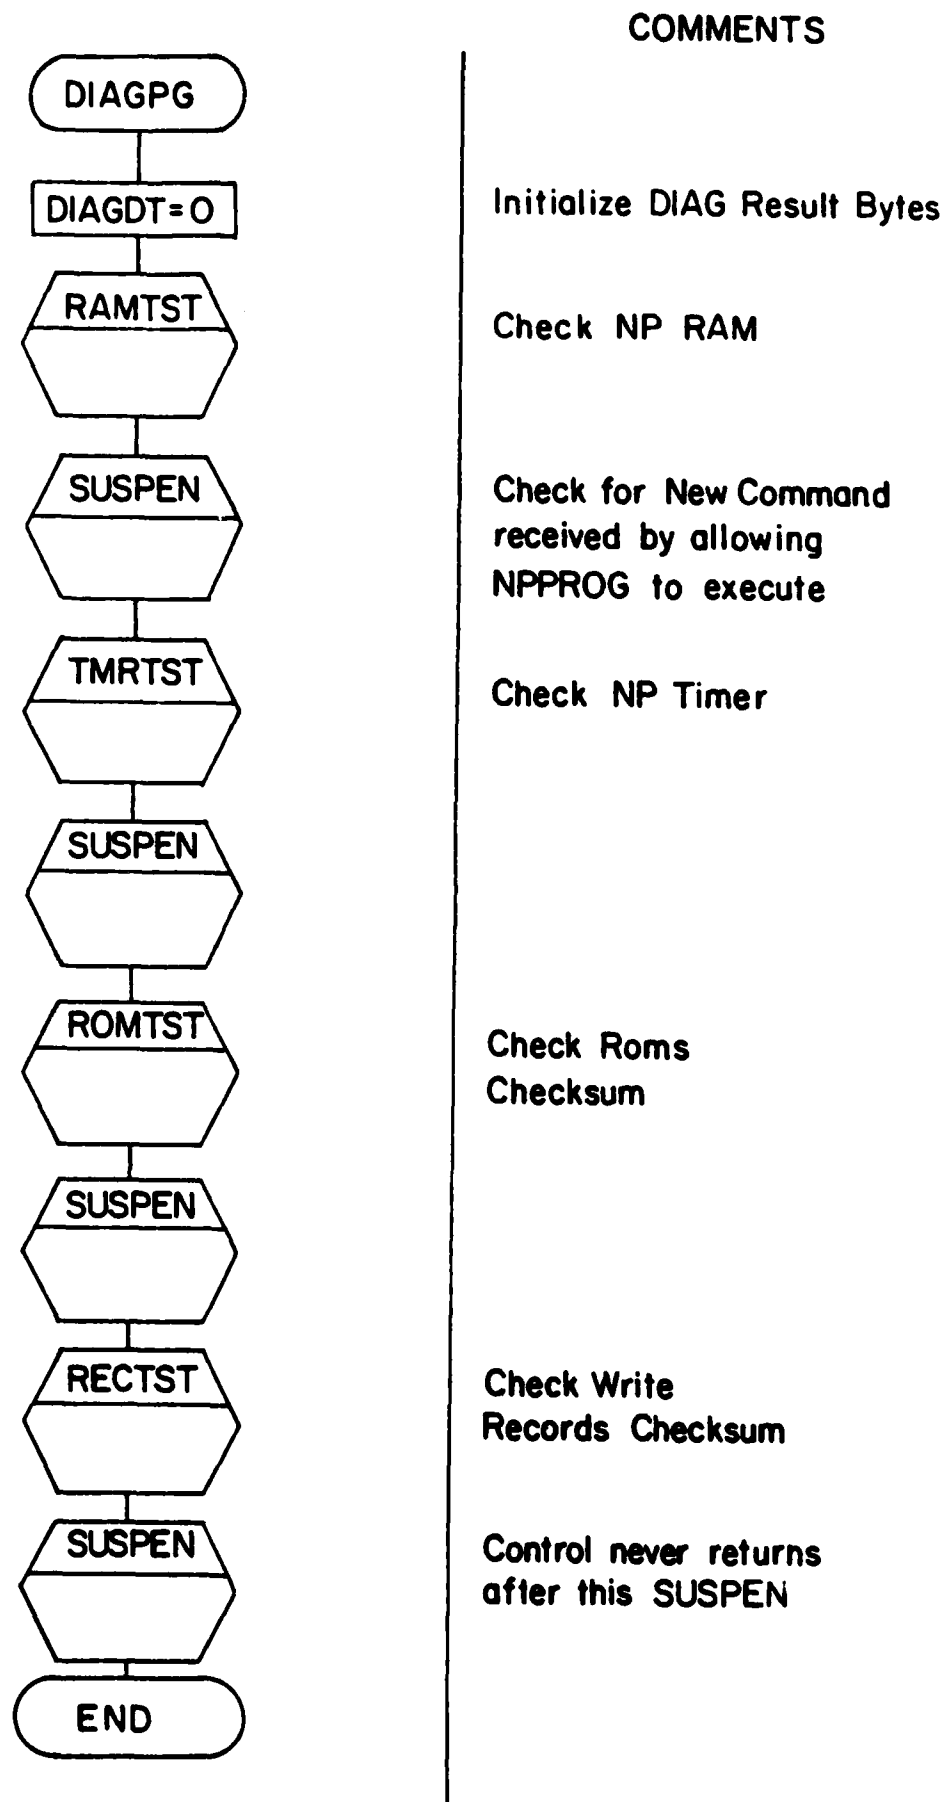 COMMENTS
DIAGPG
DIAGDT=0
Initialize DIAG Result Bytes
RAMTST
Check NP RAM
SUSPEN
Check for New Command
received by allowing
NPPROG to execute
TMRTST
Check NP Timer
SUSPEN
ROMTST
Check Roms
Checksum
SUSPEN
RECTST
Check Write
Records Checksum
SUSPEN
Control never returns
after this SUSPEN
END